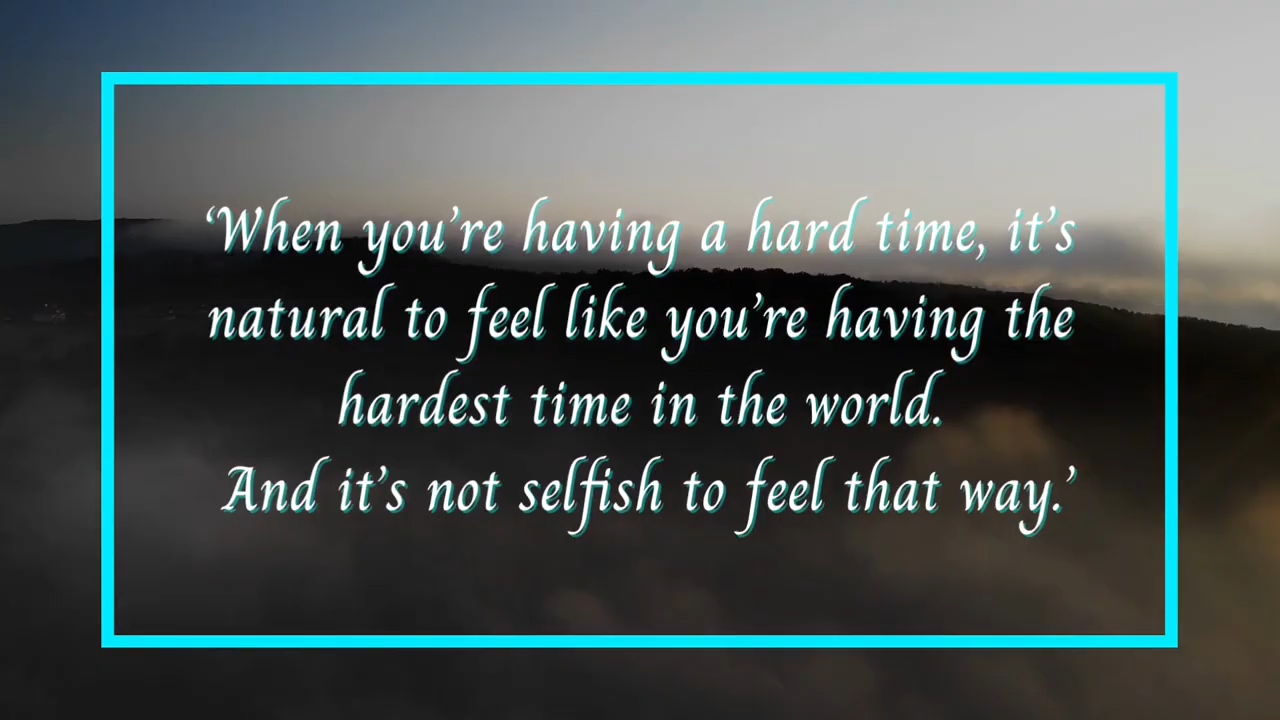 ‘When you’re having a hard time, it’s
natural to feel like you’re having the
hardest time in the world.
And it’s not selfish to feel that way.’